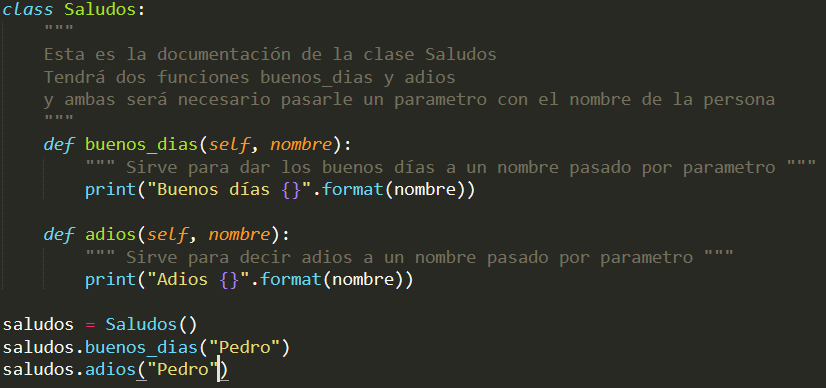 class Saludos:
    """
    Esta es la documentación de la clase Saludos
    Tendrá dos funciones buenos_dias y adios
    y ambas será necesario pasarle un parametro con el nombre de la persona
    """
    def buenos_dias(self, nombre):
        """ Sirve para dar los buenos días a un nombre pasado por parametro """
        print("Buenos días {}".format(nombre))

    def adios(self, nombre):
        """ Sirve para decir adios a un nombre pasado por parametro """
        print("Adios {}".format(nombre))

saludos = Saludos()
saludos.buenos_dias("Pedro")
saludos.adios("Pedro")